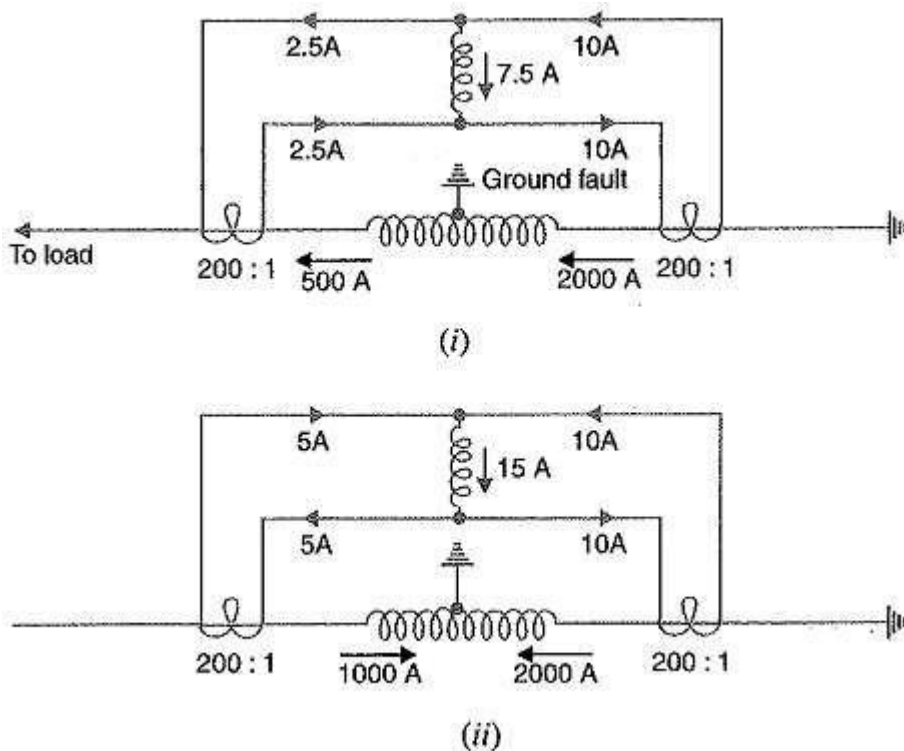 2.5A
10A
7.5 A
2.5A
10A
Ground fault
To load
200 : 1
500 A
2000 A
200 : 1
(i)
5A
10A
15 A
5A
10A
200 : 1
1000 A
2000 A
200 : 1
(ii)